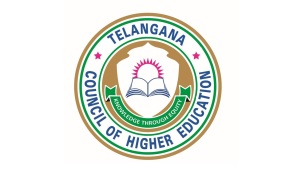 TELANGANA
COUNCIL OF HIGHER EDUCATION
KNOWLEDGE THROUGH EQUITY